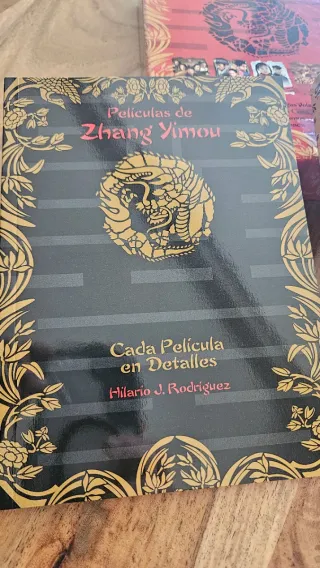 Películas de
Zhang Yimou
Cada Película
en Detalles
Hilario J. Rodríguez